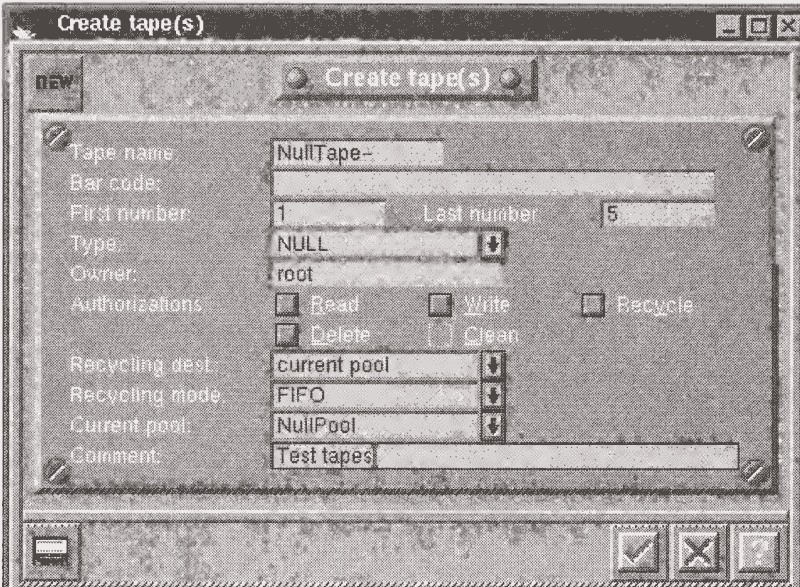 Create tape(s)
NEW
Create tape(s)
Tape name NullTape-
Bar code:
First number: 1 Last number 5
Type: NULL
Owner: root
Authorizations Read Write Recycle
Delete Clean
Recycling dest: current pool
Recycling mode: FIFO
Current pool: NullPool
Comment: Test tapes
?